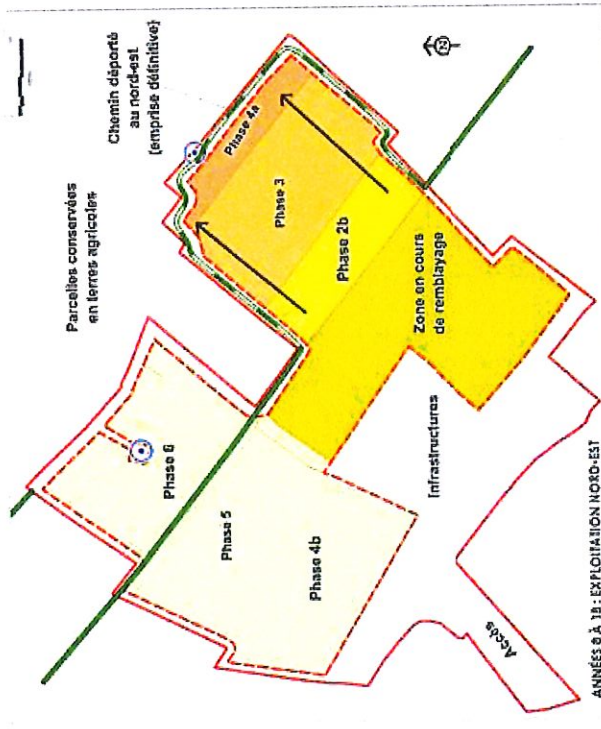 Parcelles conservées
en terres agricoles
Chemin déporté
au nord-est
(emprise définitive)
Phase 4a
Phase 3
Phase 2b
Zone en cours
de remblayage
Infrastructures
Phase 6
Phase 5
Phase 4b
Accès
N
ANNÉES 8 À 18 : EXPLOITATION NORD-EST